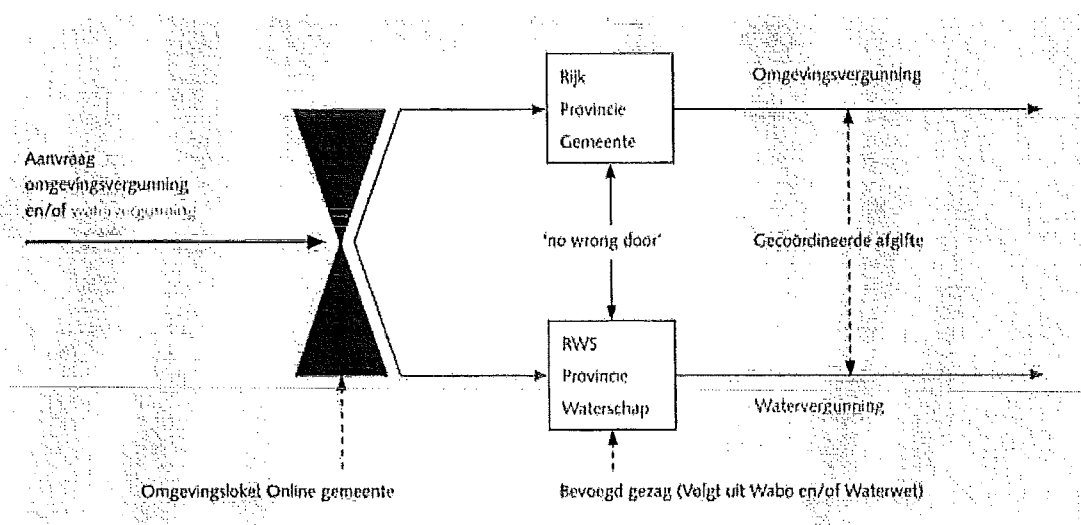 Rijk
Provincie
Gemeente
Omgevingsvergunning
Aanvraag
omgevingsvergunning
en/of watervergunning
'no wrong door'
Gecoördineerde afgifte
RWS
Provincie
Waterschap
Watervergunning
Omgevingsloket Online gemeente
Bevoegd gezag (Volgt uit Wabo en/of Waterwet)